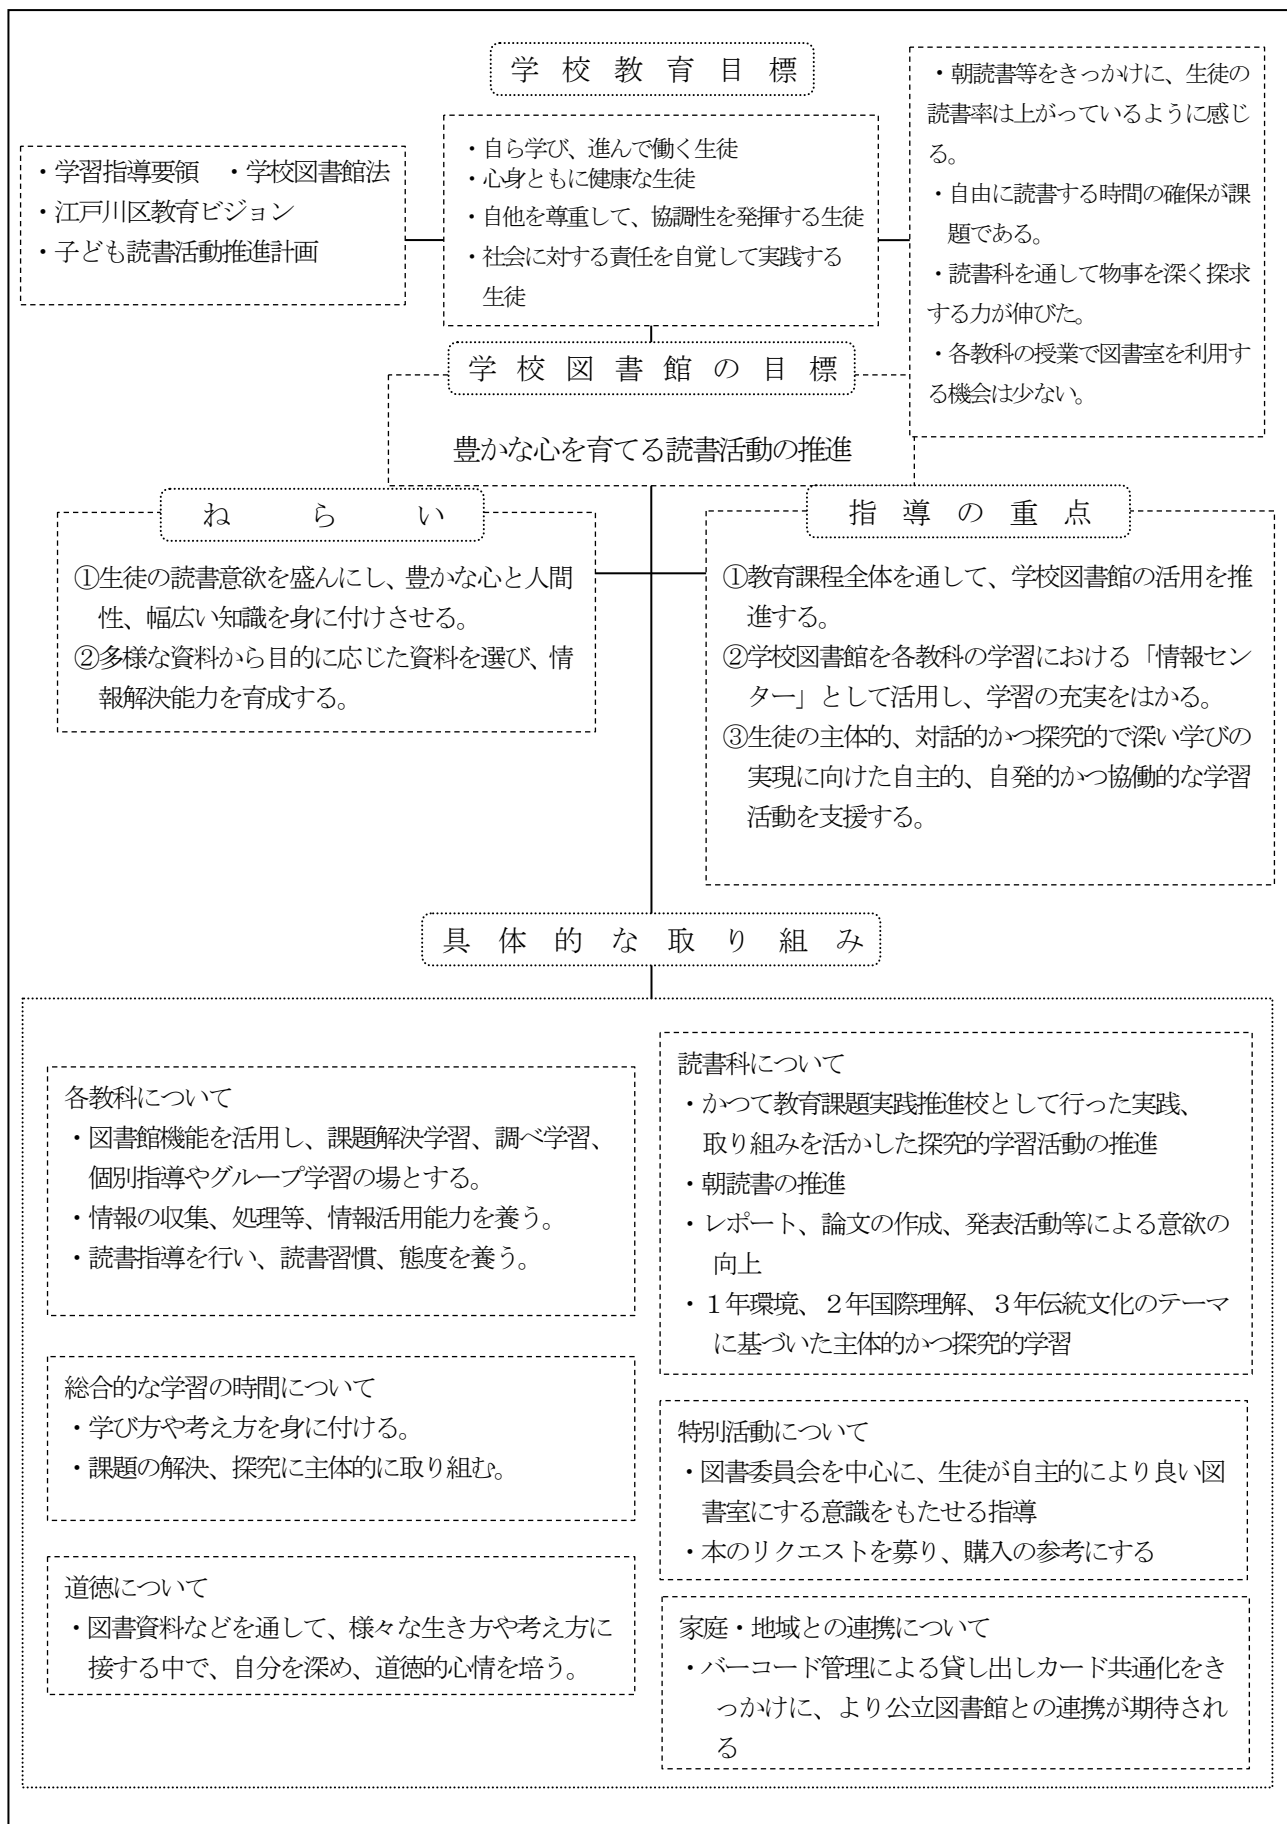 学校教育目標
・学習指導要領　・学校図書館法
・江戸川区教育ビジョン
・子ども読書活動推進計画
・自ら学び、進んで働く生徒
・心身ともに健康な生徒
・自他を尊重して、協調性を発揮する生徒
・社会に対する責任を自覚して実践する
生徒
・朝読書等をきっかけに、生徒の
読書率は上がっているように感じ
る。
・自由に読書する時間の確保が課
題である。
・読書科を通して物事を深く探求
する力が伸びた。
・各教科の授業で図書室を利用す
る機会は少ない。
学校図書館の目標
豊かな心を育てる読書活動の推進
ねらい
①生徒の読書意欲を盛んにし、豊かな心と人間
性、幅広い知識を身に付けさせる。
②多様な資料から目的に応じた資料を選び、情
報解決能力を育成する。
指導の重点
①教育課程全体を通して、学校図書館の活用を推
進する。
②学校図書館を各教科の学習における「情報セン
ター」として活用し、学習の充実をはかる。
③生徒の主体的、対話的かつ探究的で深い学びの
実現に向けた自主的、自発的かつ協働的な学習
活動を支援する。
具体的な取り組み
各教科について
・図書館機能を活用し、課題解決学習、調べ学習、
個別指導やグループ学習の場とする。
・情報の収集、処理等、情報活用能力を養う。
・読書指導を行い、読書習慣、態度を養う。
総合的な学習の時間について
・学び方や考え方を身に付ける。
・課題の解決、探究に主体的に取り組む。
道徳について
・図書資料などを通して、様々な生き方や考え方に
接する中で、自分を深め、道徳的心情を培う。
読書科について
・かつて教育課題実践推進校として行った実践、
取り組みを活かした探究的学習活動の推進
・朝読書の推進
・レポート、論文の作成、発表活動等による意欲の
向上
・１年環境、２年国際理解、３年伝統文化のテーマ
に基づいた主体的かつ探究的学習
特別活動について
・図書委員会を中心に、生徒が自主的により良い図
書室にする意識をもたせる指導
・本のリクエストを募り、購入の参考にする
家庭・地域との連携について
・バーコード管理による貸し出しカード共通化をき
っかけに、より公立図書館との連携が期待され
る